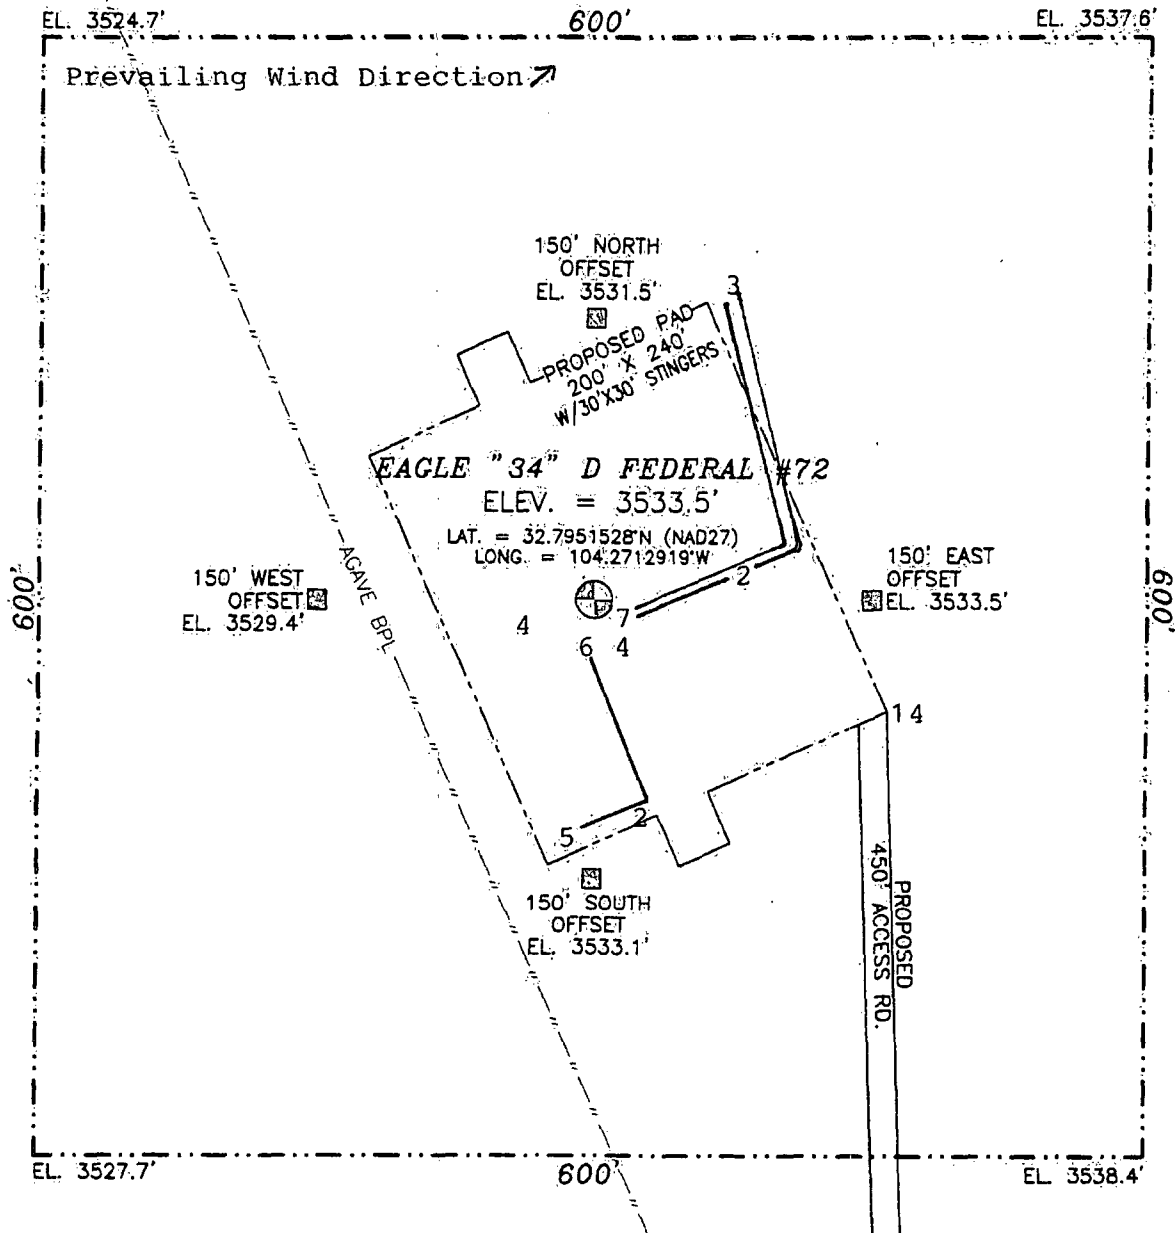 EL. 3524.7'
600'
EL. 3537.6'
Prevailing Wind Direction
150' NORTH
OFFSET
EL. 3531.5'
3
PROPOSED PAD
200' X 240'
W/30'X30' STINGERS
EAGLE "34" D FEDERAL #72
ELEV. = 3533.5'
LAT. = 32.7951528°N (NAD27)
LONG. = 104.2712919°W
AGAVE BPL
150' WEST
OFFSET
EL. 3529.4'
150' EAST
OFFSET
EL. 3533.5'
600'
600'
2
7
4
6 4
14
5
2
150' SOUTH
OFFSET
EL. 3533.1'
PROPOSED
450' ACCESS RD.
EL. 3527.7'
600'
EL. 3538.4'